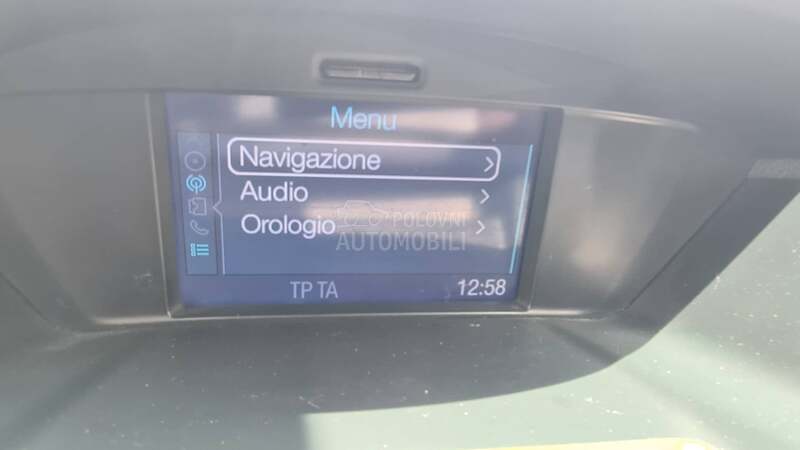 Menu
Navigazione
Audio
Orologio
POLOVNI
AUTOMOBILI
TP TA
12:58